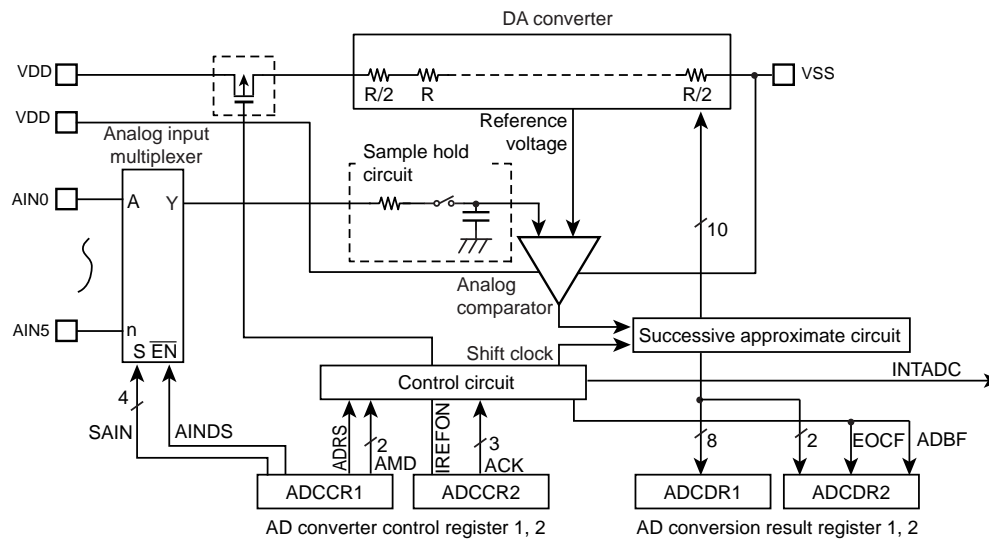 DA converter
VDD
VSS
R/2
R
R/2
VDD
Analog input
multiplexer
Reference
voltage
Sample hold
circuit
AIN0
A
Y
10
Analog
comparator
AIN5
n
S
EN
Shift clock
Successive approximate circuit
INTADC
Control circuit
4
SAIN
AINDS
ADRS
2
AMD
IREFON
3
ACK
8
2
EOCF
ADBF
ADCCR1
ADCCR2
ADCDR1
ADCDR2
AD converter control register 1, 2
AD conversion result register 1, 2